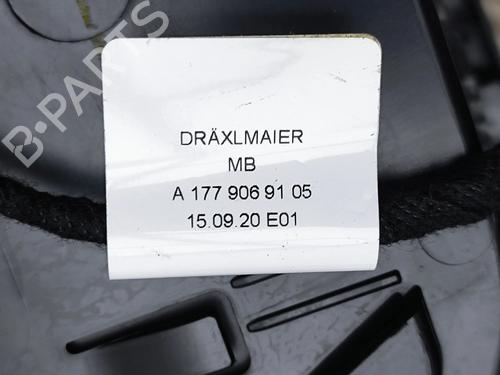 B-PARTS
DRÄXLMAIER
MB
A 177 906 91 05
15.09.20 E01